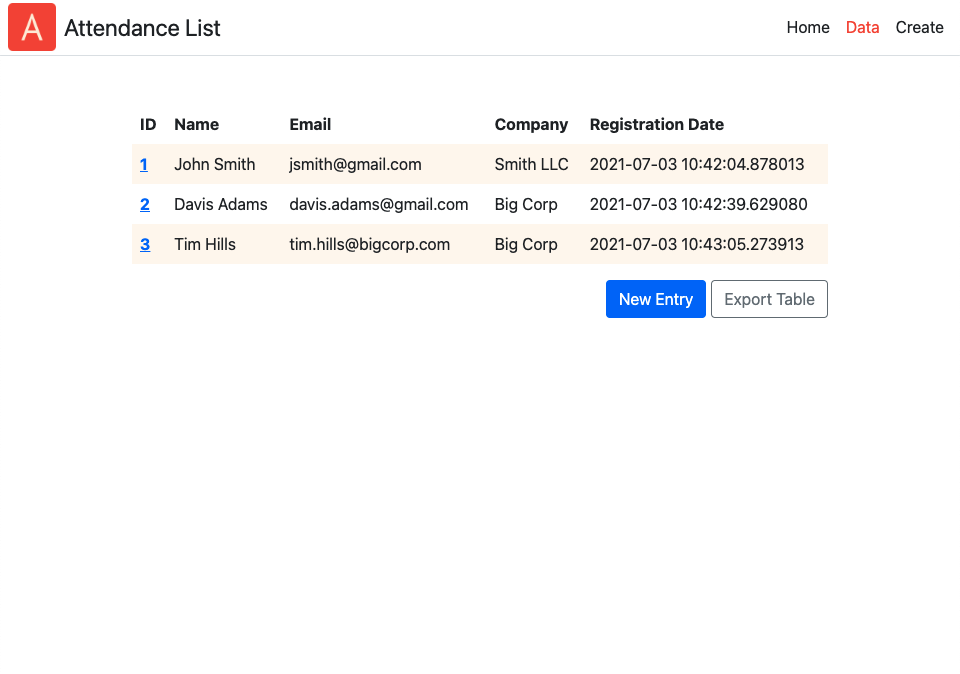 A Attendance List Home Data Create
ID Name Email Company Registration Date
1 John Smith jsmith@gmail.com Smith LLC 2021-07-03 10:42:04.878013
2 Davis Adams davis.adams@gmail.com Big Corp 2021-07-03 10:42:39.629080
3 Tim Hills tim.hills@bigcorp.com Big Corp 2021-07-03 10:43:05.273913
New Entry Export Table